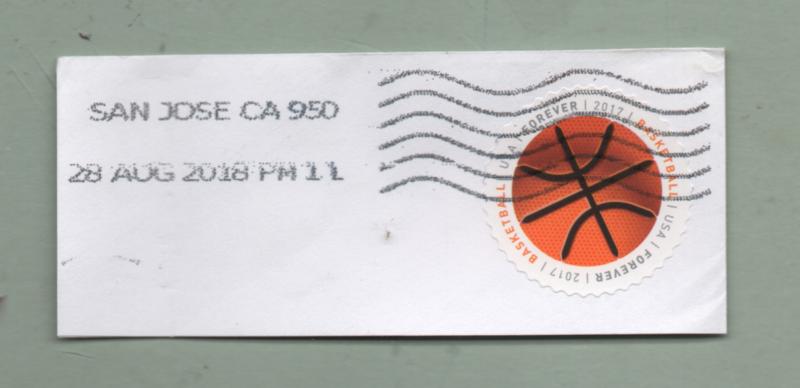 SAN JOSE CA 950
28 AUG 2018 PM 1 L
USA | FOREVER | 2017 | BASKETBALL | USA | FOREVER | 2017 | BASKETBALL